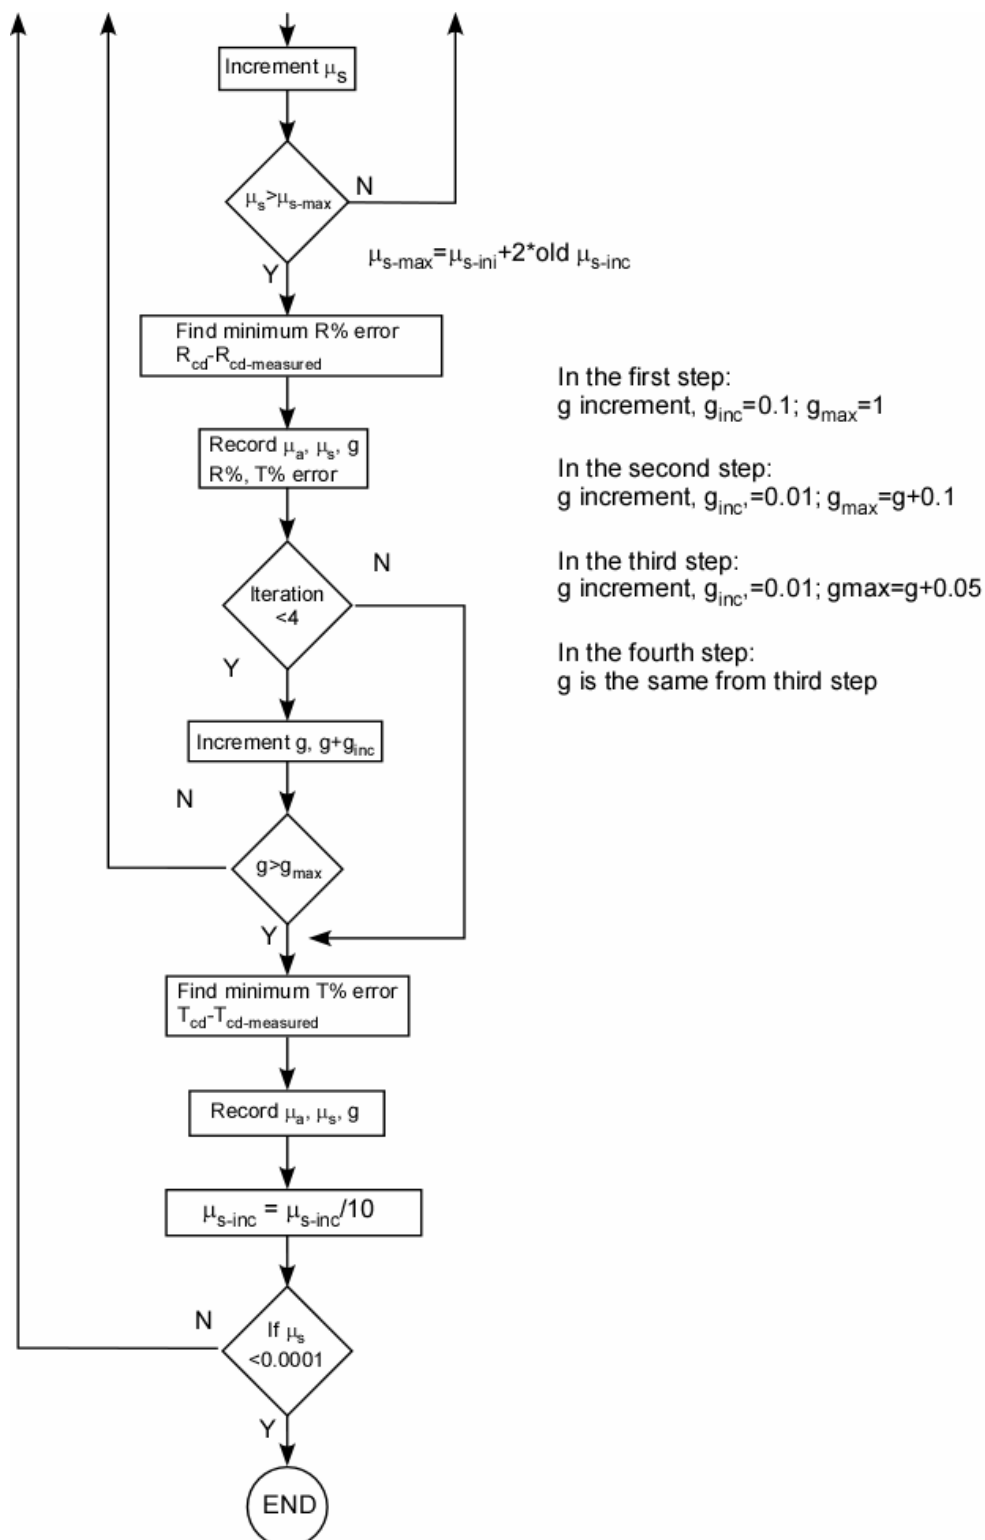 Increment μs
μs>μs-max
N
μs-max=μs-ini+2*old μs-inc
Y
Find minimum R% error
Rcd-Rcd-measured
In the first step:
g increment, ginc=0.1; gmax=1
Record μa, μs, g
R%, T% error
In the second step:
g increment, ginc,=0.01; gmax=g+0.1
N
Iteration
<4
In the third step:
g increment, ginc,=0.01; gmax=g+0.05
Y
In the fourth step:
g is the same from third step
Increment g, g+ginc
N
g>gmax
Y
Find minimum T% error
Tcd-Tcd-measured
Record μa, μs, g
μs-inc = μs-inc/10
N
If μs
<0.0001
Y
END